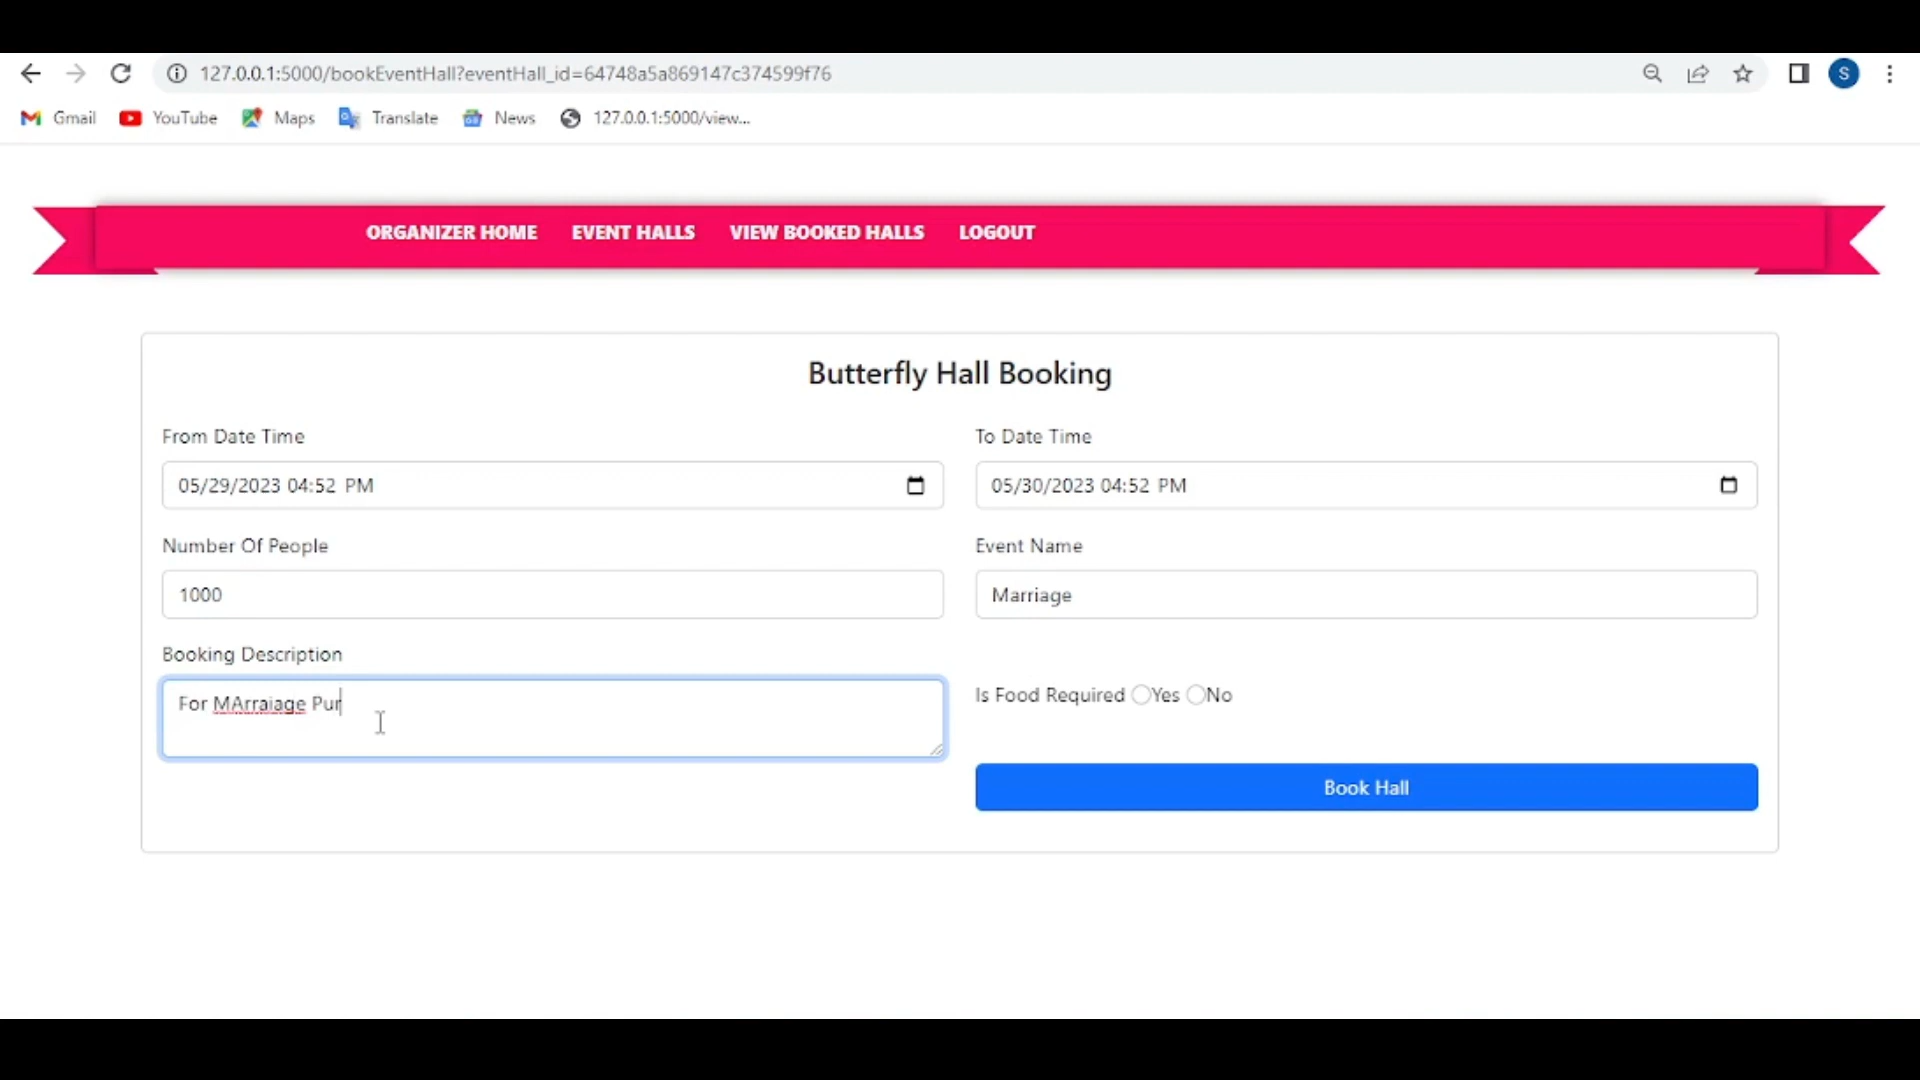 127.0.0.1:5000/bookEventHall?eventHall_id=64748a5a869147c374599f76
S
Gmail YouTube Maps Translate News 127.0.0.1:5000/view...
ORGANIZER HOME EVENT HALLS VIEW BOOKED HALLS LOGOUT
Butterfly Hall Booking
From Date Time To Date Time
05/29/2023 04:52 PM 05/30/2023 04:52 PM
Number Of People Event Name
1000 Marriage
Booking Description
For MArraiage Pur
Is Food Required Yes No
Book Hall